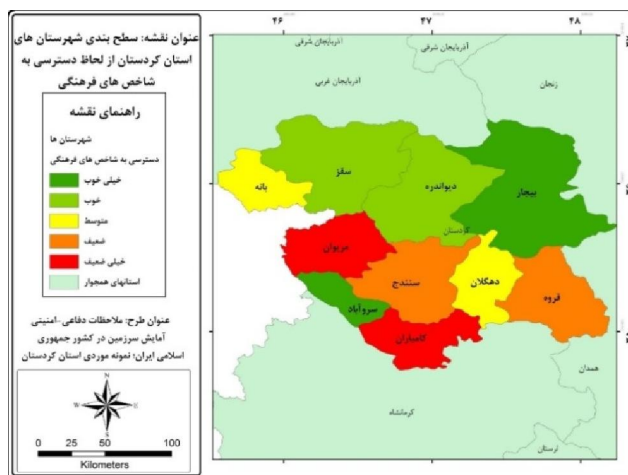 عنوان نقشه: سطح بندی شهرستان های
استان کردستان از لحاظ دسترسی به
شاخص های فرهنگی
راهنمای نقشه
شهرستان ها
دسترسی به شاخص های فرهنگی
خیلی خوب
خوب
متوسط
ضعیف
خیلی ضعیف
استانهای همجوار
عنوان طرح: ملاحظات دفاعی-امنیتی
آمایش سرزمین در کشور جمهوری
اسلامی ایران؛ نمونه موردی استان کردستان
N
W E
S
0 25 50 100
Kilometers
۴۶ ۴۷ ۴۸
آذربایجان شرقی
آذربایجان شرقی
آذربایجان غربی
زنجان
سقز
بانه
دیواندره
بیجار
کردستان
مریوان
سنندج
دهگلان
قروه
سروآباد
کامیاران
همدان
کرمانشاه
لرستان